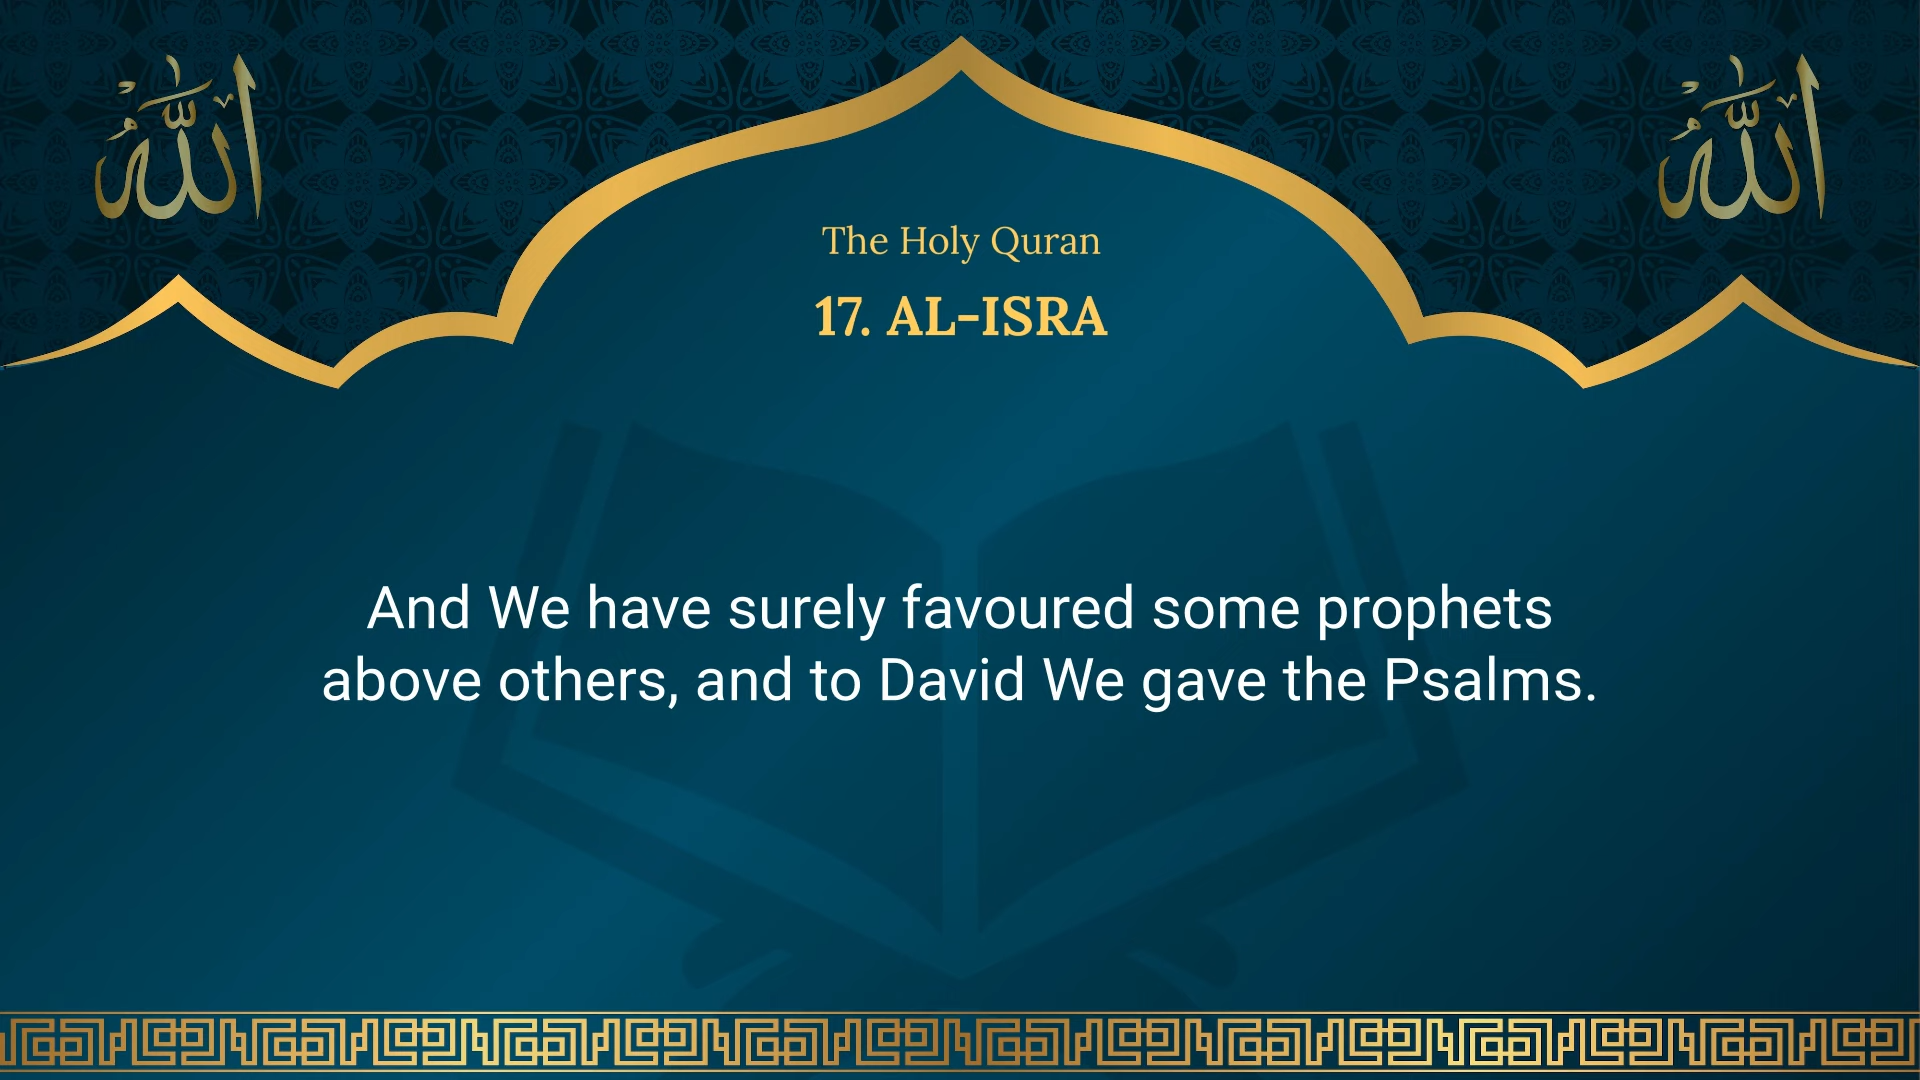 الله
الله
The Holy Quran
17. AL-ISRA
And We have surely favoured some prophets
above others, and to David We gave the Psalms.